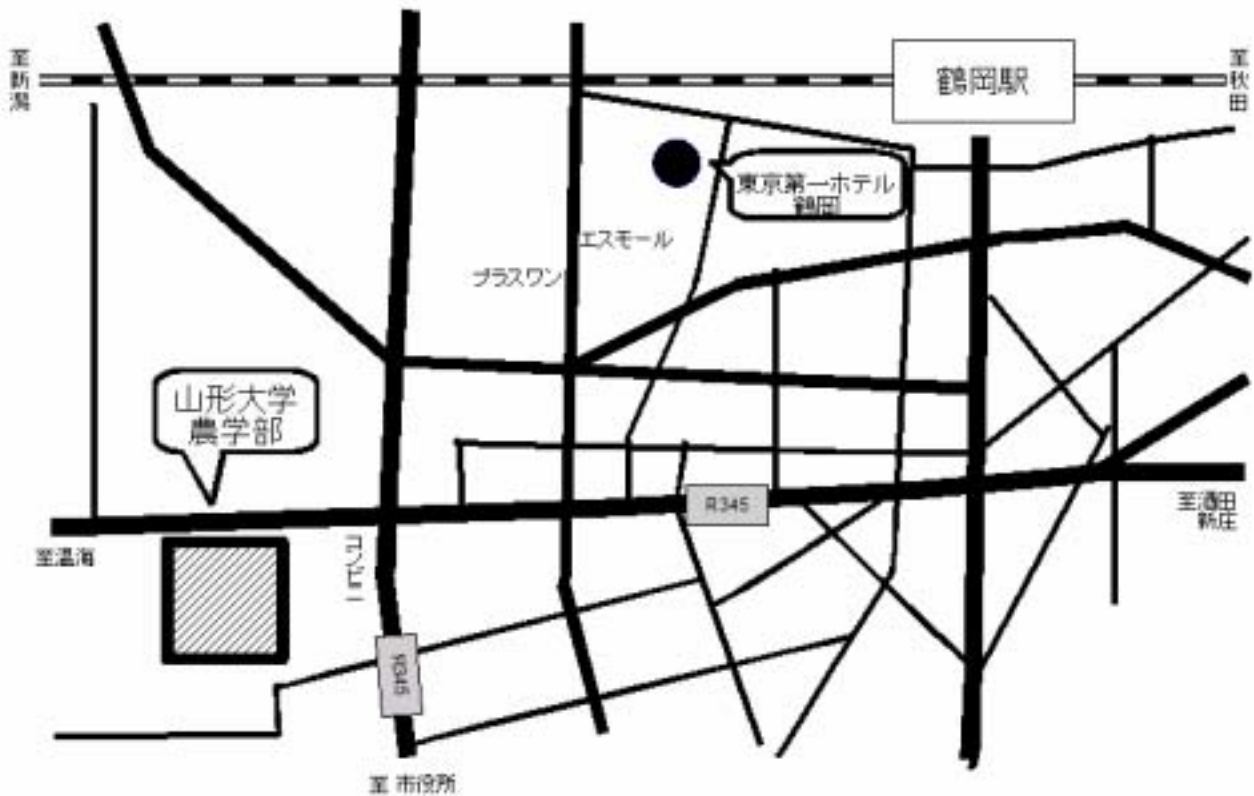 至新潟
鶴岡駅
至秋田
東京第一ホテル
鶴岡
エスモール
プラスワン
山形大学
農学部
R345
至酒田
新庄
至温海
コンビニ
R345
至 市役所